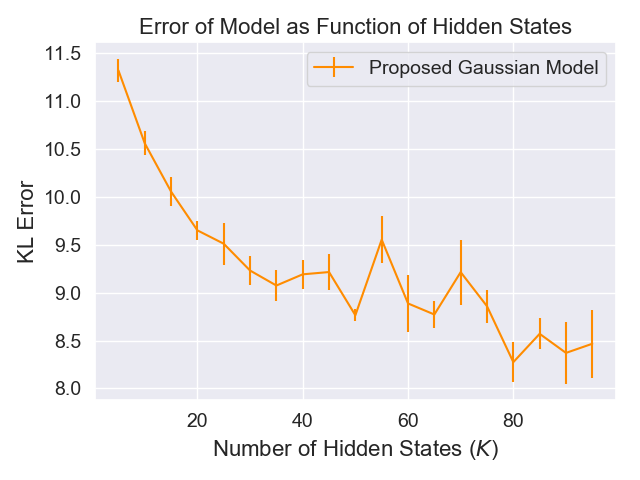 Error of Model as Function of Hidden States
Proposed Gaussian Model
11.5
11.0
10.5
10.0
9.5
9.0
8.5
8.0
KL Error
20 40 60 80
Number of Hidden States (K)